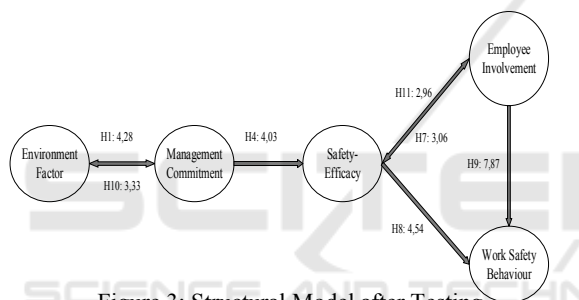 Employee
Involvement
H11: 2,96
H1: 4,28
H4: 4,03
H7: 3,06
Environment
Factor
Management
Commitment
Safety-
Efficacy
H9: 7,87
H10: 3,33
H8: 4,54
Work Safety
Behaviour
Figure 3: Structural Model after Testing